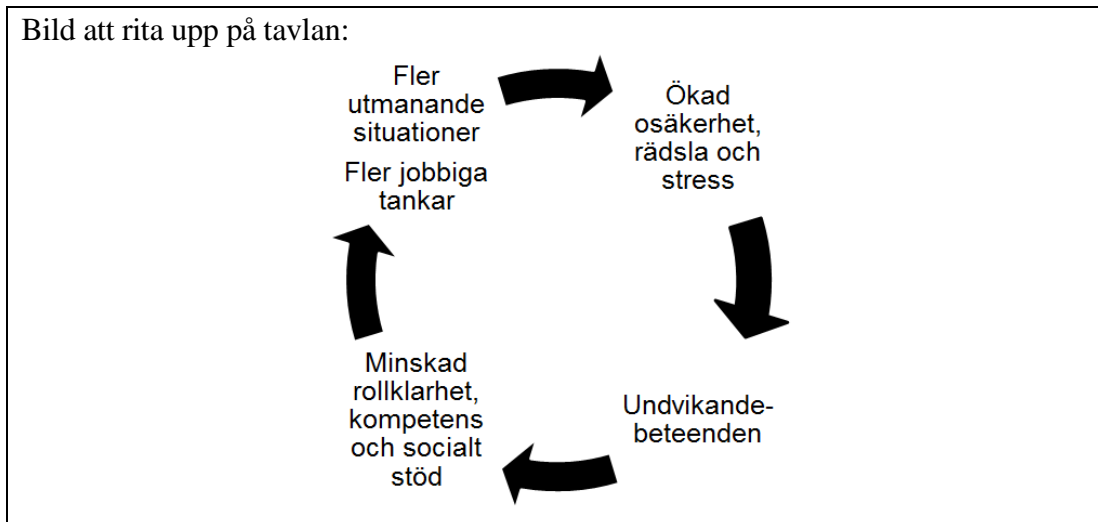 Bild att rita upp på tavlan:
Fler
utmanande
situationer
Fler jobbiga
tankar
Ökad
osäkerhet,
rädsla och
stress
Undvikande-
beteenden
Minskad
rollklarhet,
kompetens
och socialt
stöd